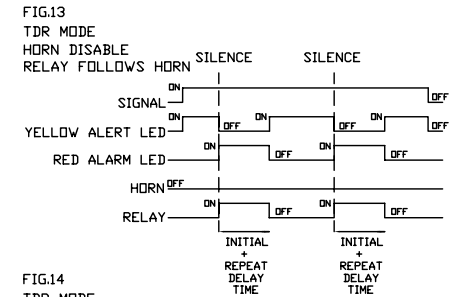 FIG.13
TDR MODE
HORN DISABLE
RELAY FOLLOWS HORN
SILENCE SILENCE
SIGNAL ON OFF
YELLOW ALERT LED ON OFF ON OFF ON OFF
RED ALARM LED ON OFF ON OFF
HORN OFF
RELAY ON OFF ON OFF
INITIAL INITIAL
+ +
REPEAT REPEAT
DELAY DELAY
TIME TIME
FIG.14
TDR MODE